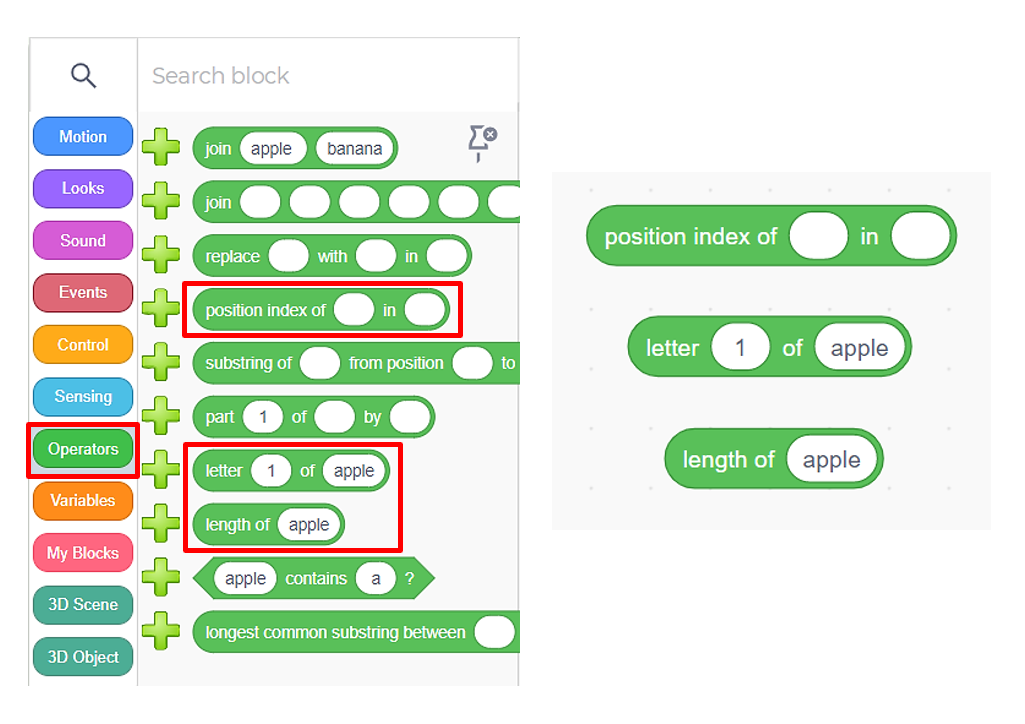 Search block
Motion
Looks
Sound
Events
Control
Sensing
Operators
Variables
My Blocks
3D Scene
3D Object
join apple banana
join
replace with in
position index of in
substring of from position to
part 1 of by
letter 1 of apple
length of apple
apple contains a ?
longest common substring between
position index of in
letter 1 of apple
length of apple